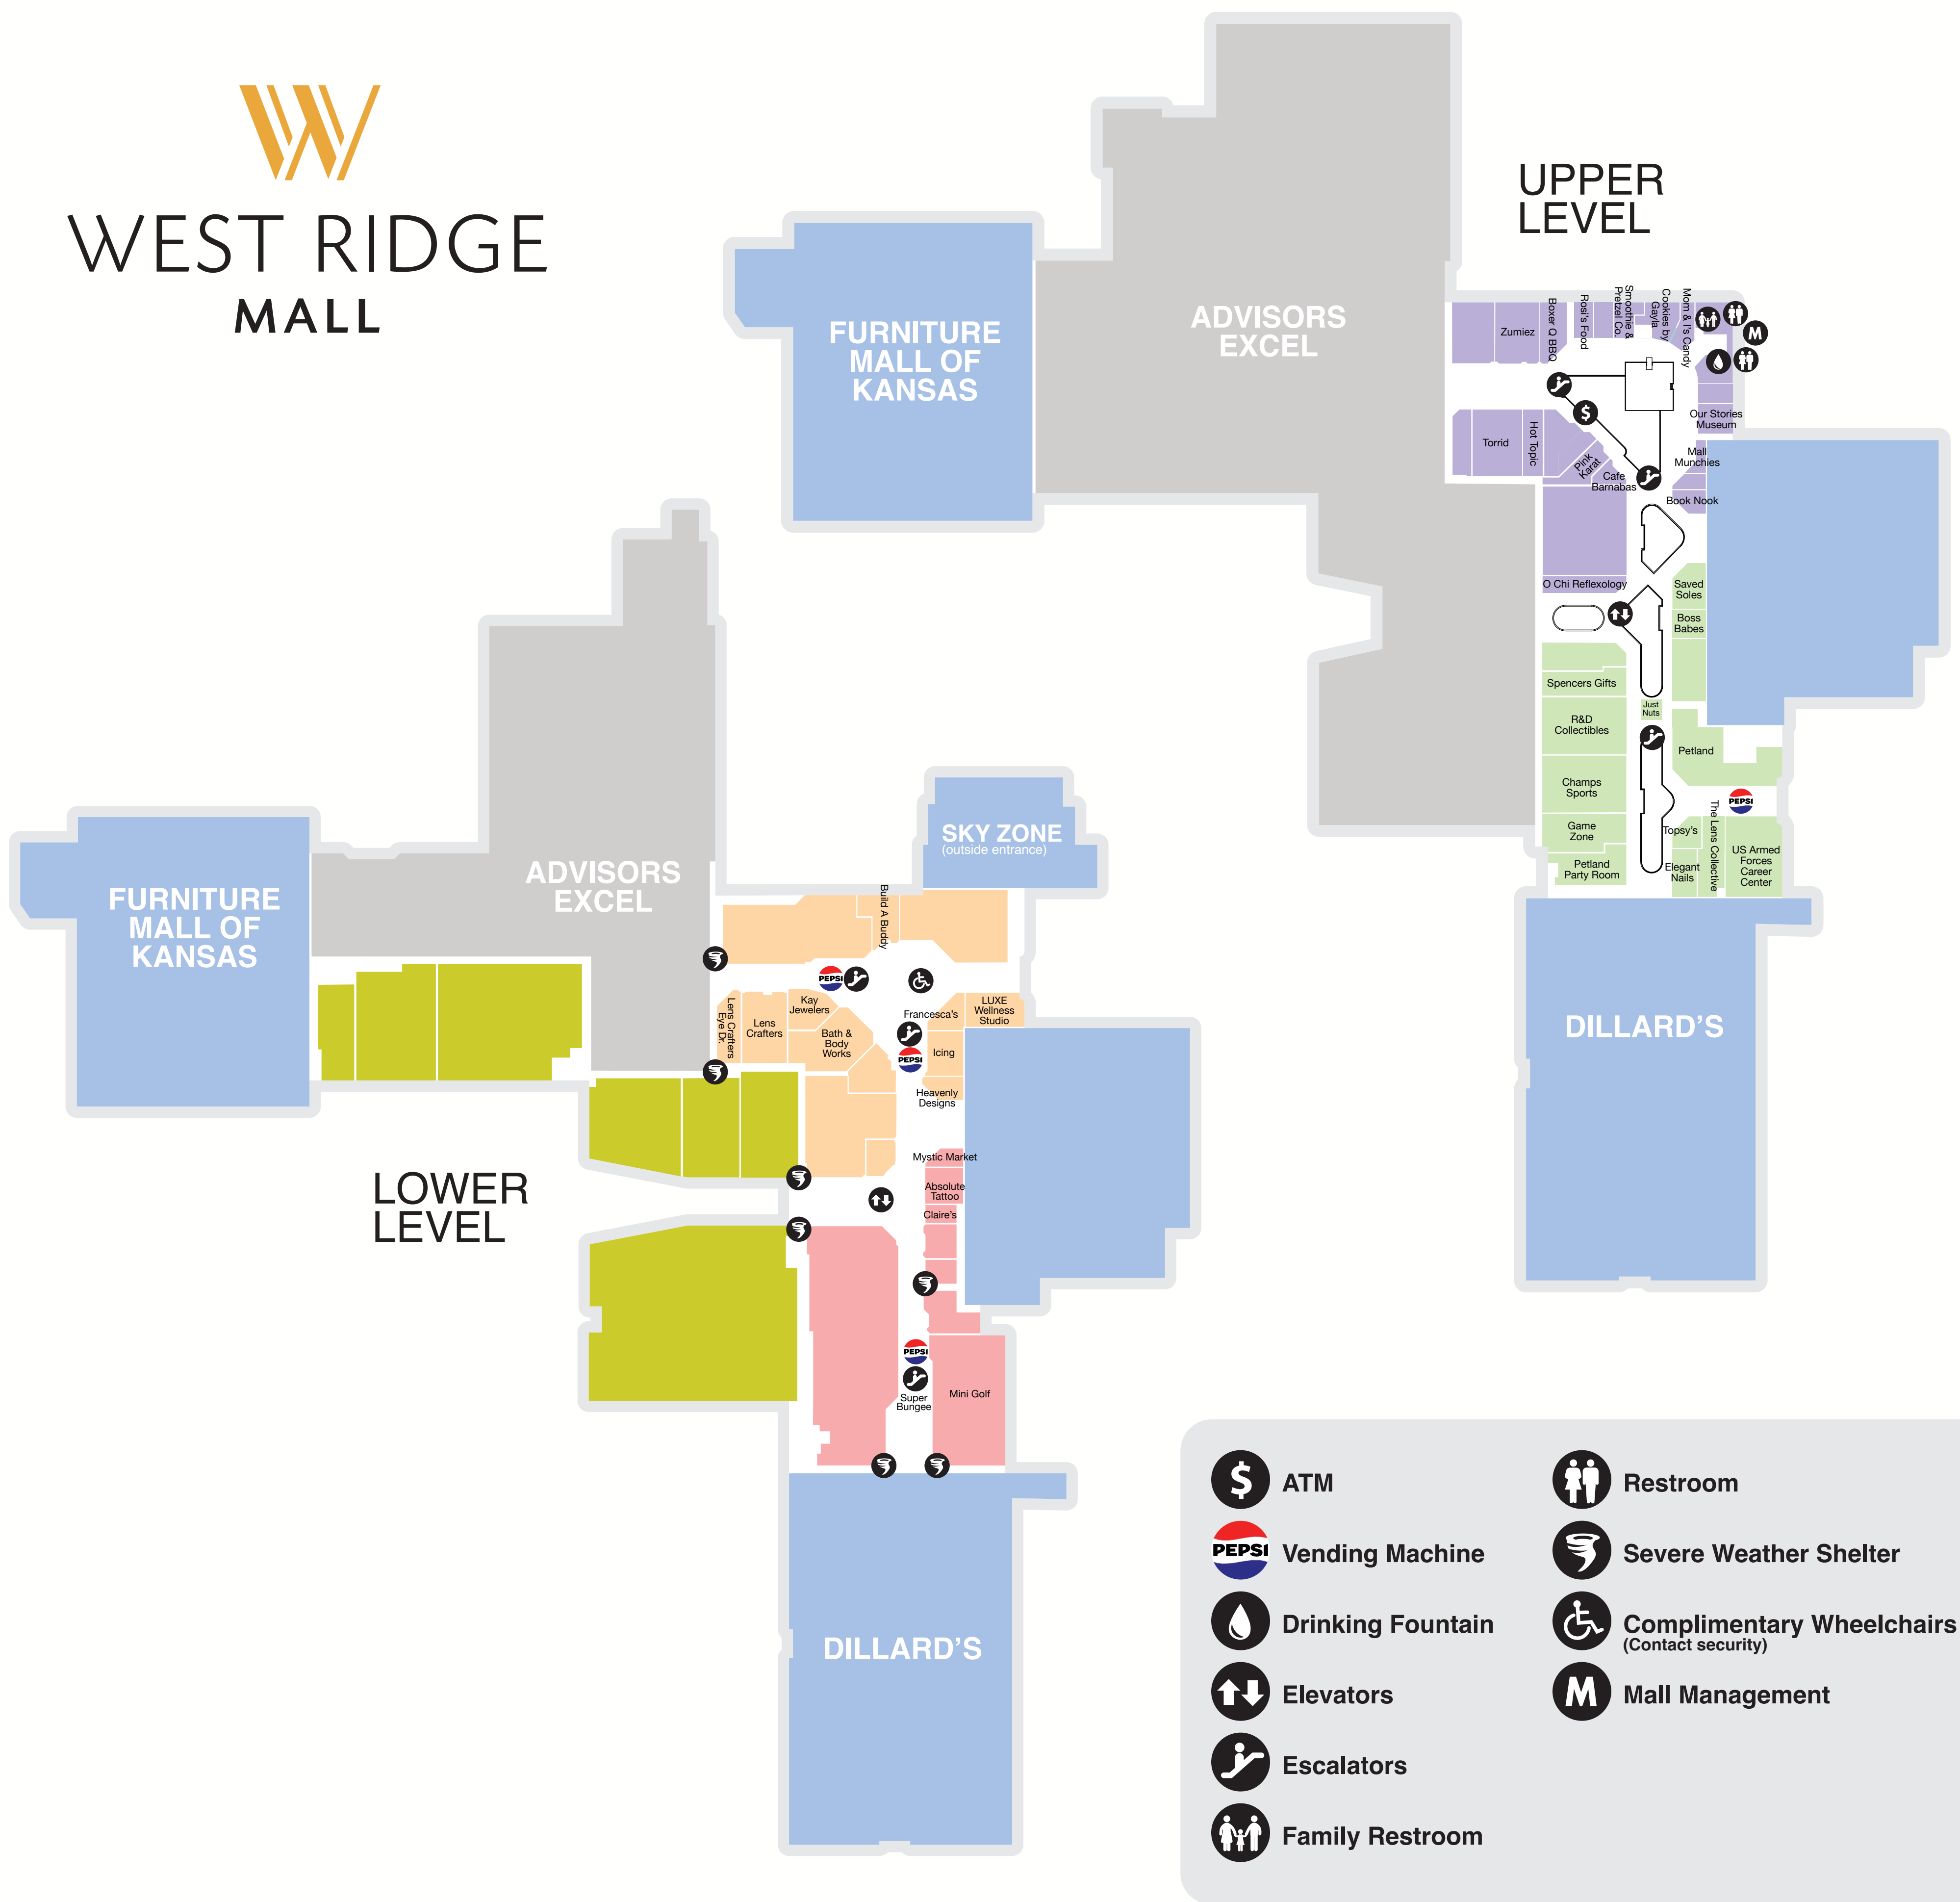 WEST RIDGE
MALL
UPPER
LEVEL
FURNITURE
MALL OF
KANSAS
ADVISORS
EXCEL
Zumiez
Boxer Q BBQ
Rosi's Food
Smoothie &
Pretzel Co.
Cookies by
Gayla
Mom & I's Candy
M
$
Our Stories
Museum
Torrid
Hot Topic
Pink
Karat
Cafe
Barnabas
Mall
Munchies
Book Nook
O Chi Reflexology
Saved
Soles
Boss
Babes
Spencers Gifts
Just
Nuts
R&D
Collectibles
Petland
Champs
Sports
PEPSI
Game
Zone
Topsy's
The Lens Collective
US Armed
Forces
Career
Center
Petland
Party Room
Elegant
Nails
DILLARD'S
LOWER
LEVEL
FURNITURE
MALL OF
KANSAS
ADVISORS
EXCEL
SKY ZONE
(outside entrance)
Build A Buddy
PEPSI
Lens Crafters
Eye Dr.
Lens
Crafters
Kay
Jewelers
Bath &
Body
Works
Francesca's
LUXE
Wellness
Studio
PEPSI
Icing
Heavenly
Designs
Mystic Market
Absolute
Tattoo
Claire's
PEPSI
Super
Bungee
Mini Golf
DILLARD'S
$ ATM
PEPSI Vending Machine
Drinking Fountain
Elevators
Escalators
Family Restroom
Restroom
Severe Weather Shelter
Complimentary Wheelchairs
(Contact security)
M Mall Management